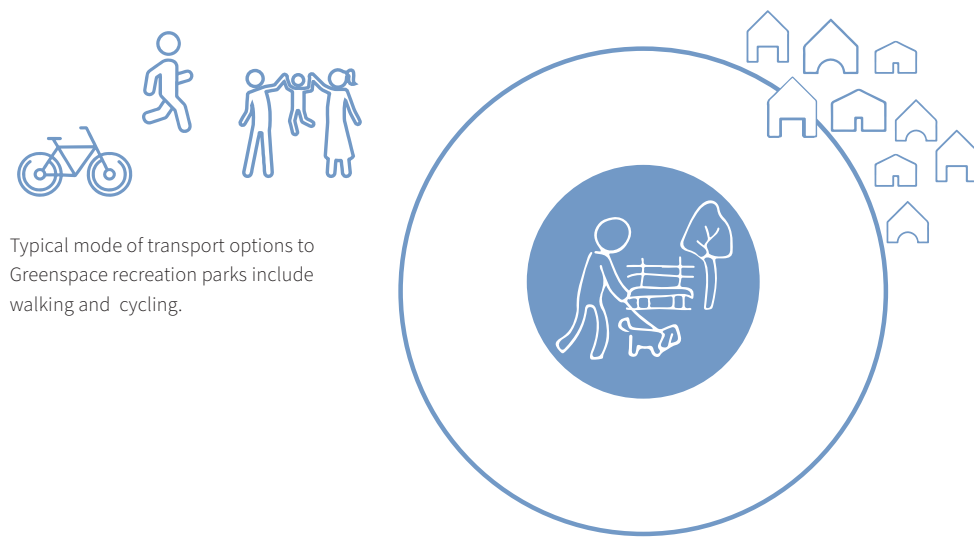 Typical mode of transport options to
Greenspace recreation parks include
walking and  cycling.